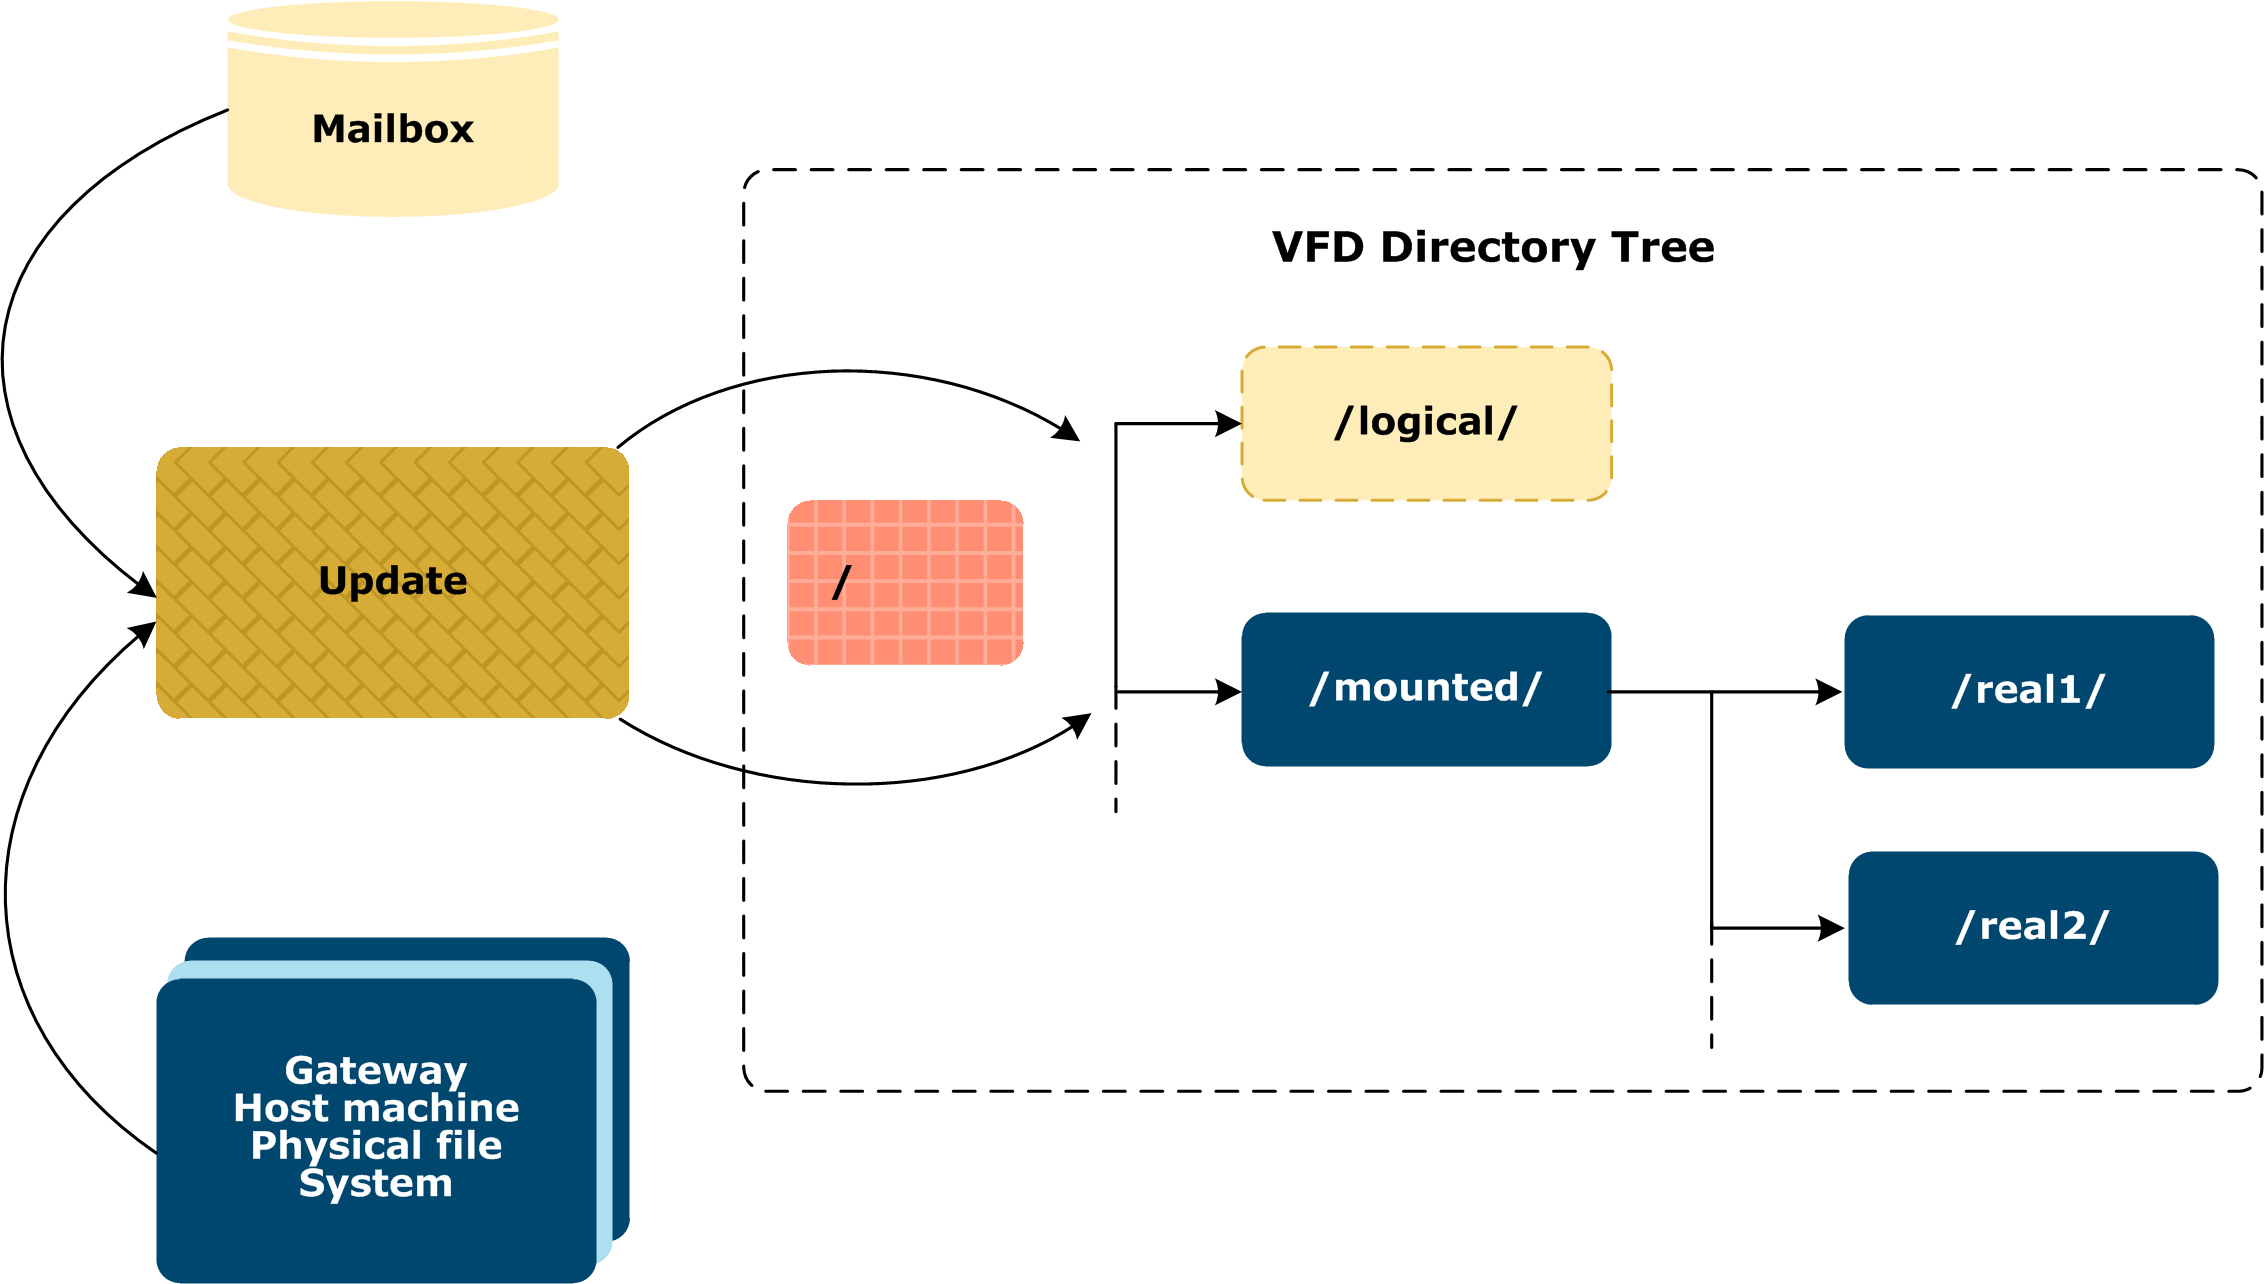 Mailbox
VFD Directory Tree
/logical/
Update
/
/mounted/
/real1/
/real2/
Gateway
Host machine
Physical file
System